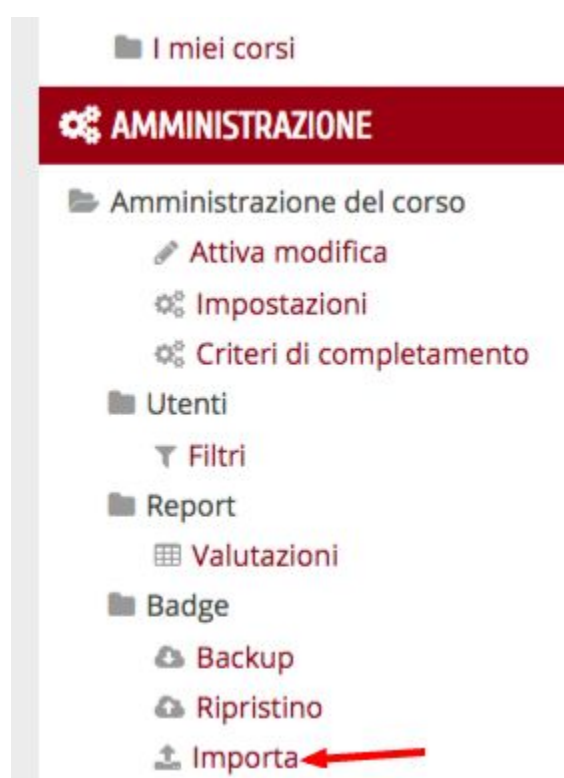 I miei corsi
AMMINISTRAZIONE
Amministrazione del corso
Attiva modifica
Impostazioni
Criteri di completamento
Utenti
Filtri
Report
Valutazioni
Badge
Backup
Ripristino
Importa